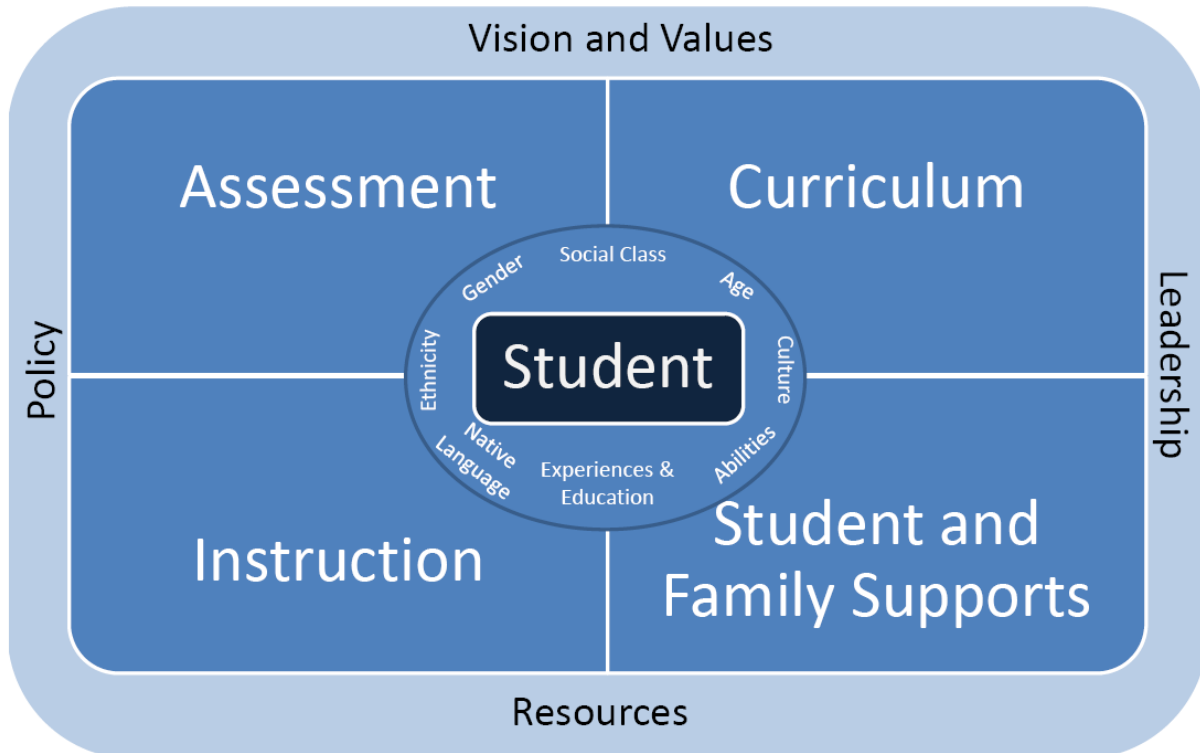 Vision and Values
Assessment
Curriculum
Social Class
Gender
Age
Policy
Ethnicity
Student
Culture
Leadership
Native
Language
Experiences &
Education
Abilities
Instruction
Student and
Family Supports
Resources